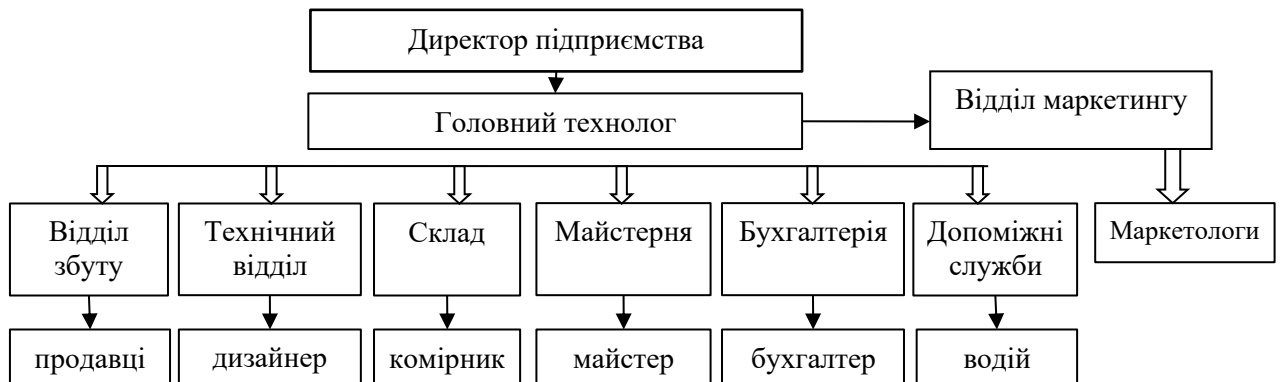 Директор підприємства
Головний технолог
Відділ маркетингу
Відділ
збуту
Технічний
відділ
Склад
Майстерня
Бухгалтерія
Допоміжні
служби
Маркетологи
продавці
дизайнер
комірник
майстер
бухгалтер
водій